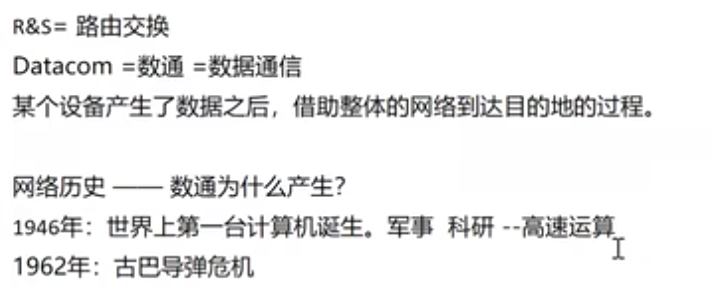 R&S= 路由交换
Datacom =数通 =数据通信
某个设备产生了数据之后，借助整体的网络到达目的地的过程。
网络历史 —— 数通为什么产生？
1946年：世界上第一台计算机诞生。军事  科研 --高速运算
1962年：古巴导弹危机